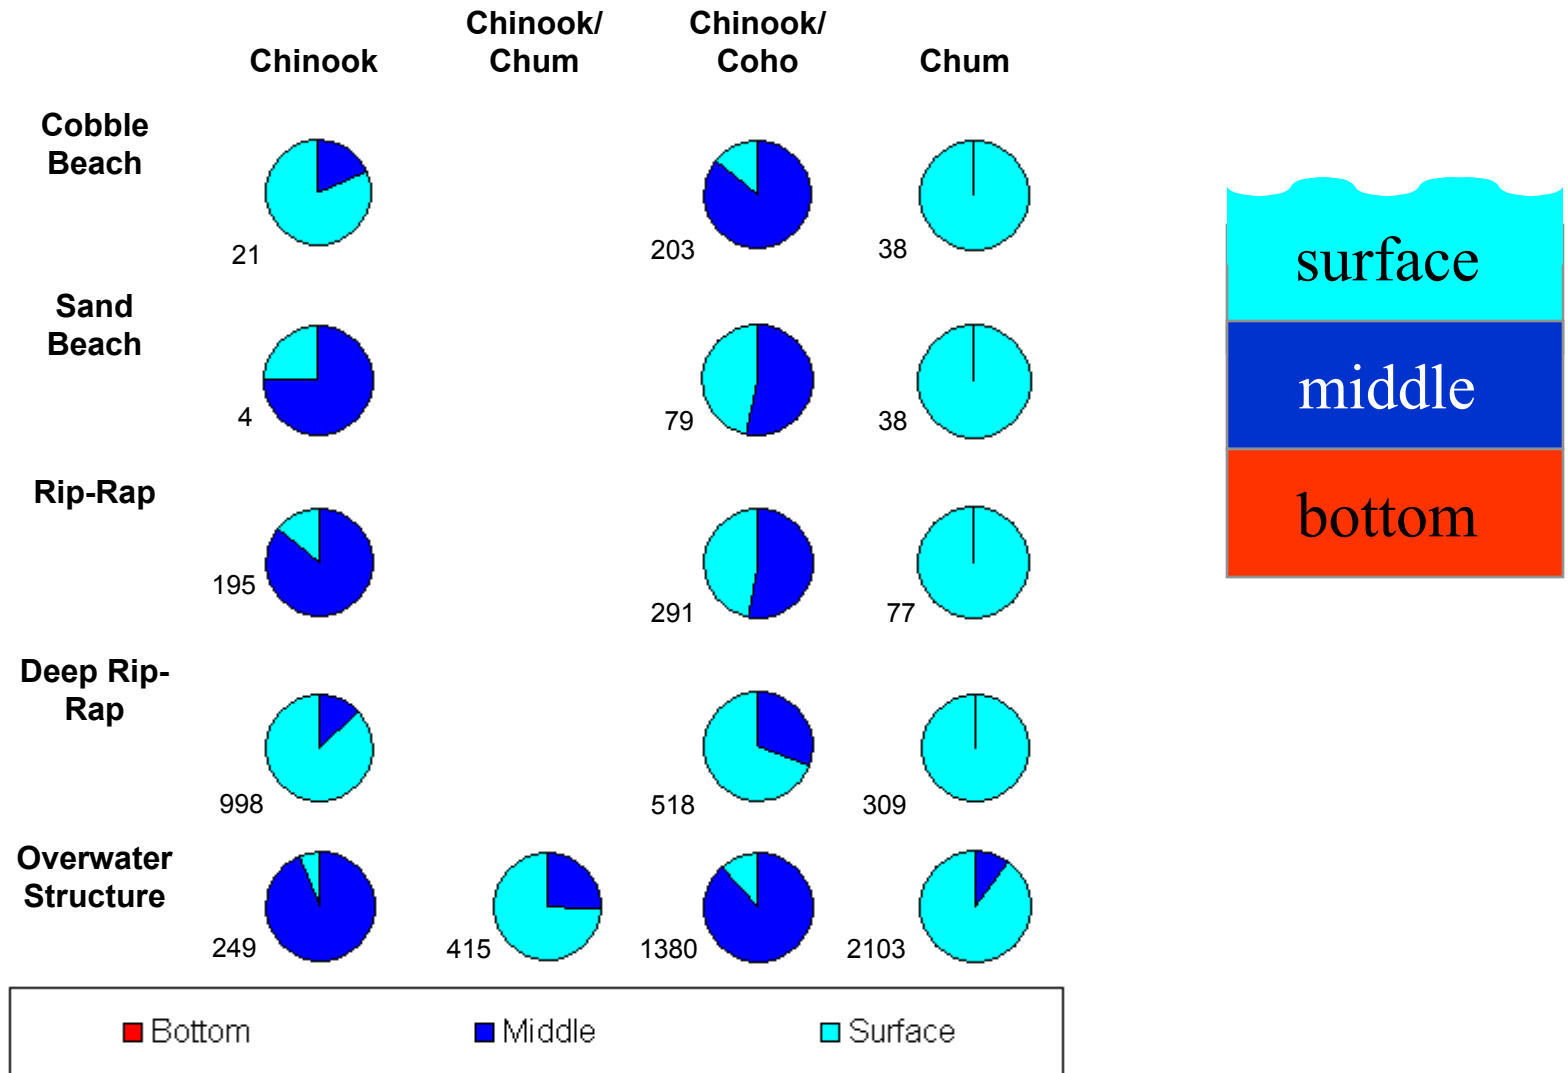 Chinook
Chinook/
Chum
Chinook/
Coho
Chum
Cobble
Beach
21
203
38
Sand
Beach
4
79
38
Rip-Rap
195
291
77
Deep Rip-
Rap
998
518
309
Overwater
Structure
249
415
1380
2103
Bottom
Middle
Surface
surface
middle
bottom